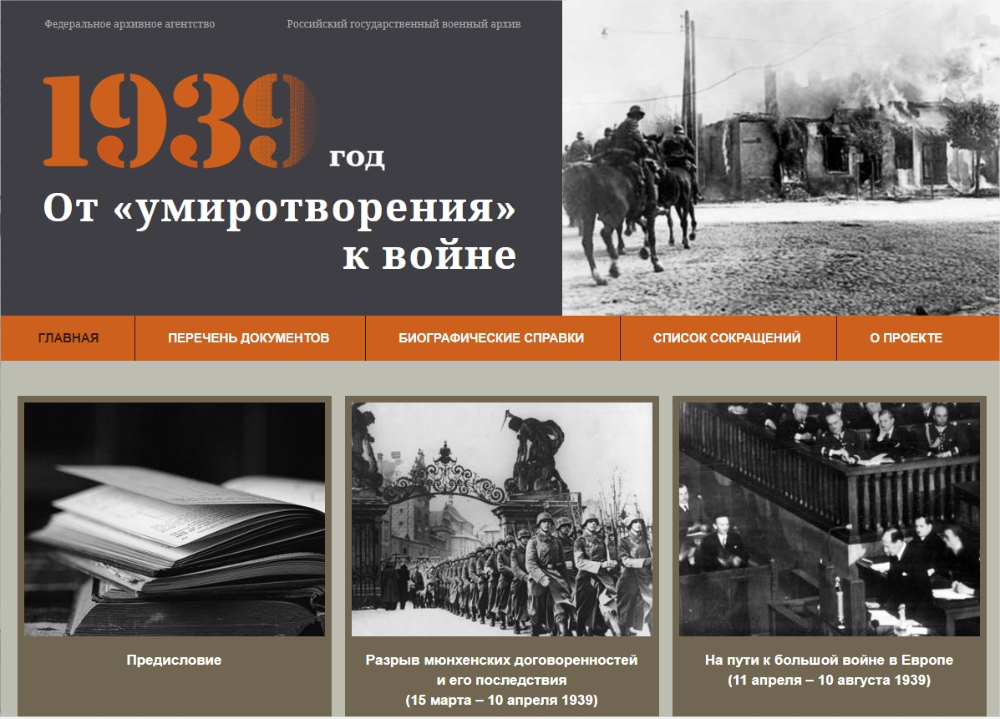 Федеральное архивное агентство
Российский государственный военный архив
1939 год
От «умиротворения»
к войне
ГЛАВНАЯ
ПЕРЕЧЕНЬ ДОКУМЕНТОВ
БИОГРАФИЧЕСКИЕ СПРАВКИ
СПИСОК СОКРАЩЕНИЙ
О ПРОЕКТЕ
Предисловие
Разрыв мюнхенских договоренностей
и его последствия
(15 марта – 10 апреля 1939)
На пути к большой войне в Европе
(11 апреля – 10 августа 1939)